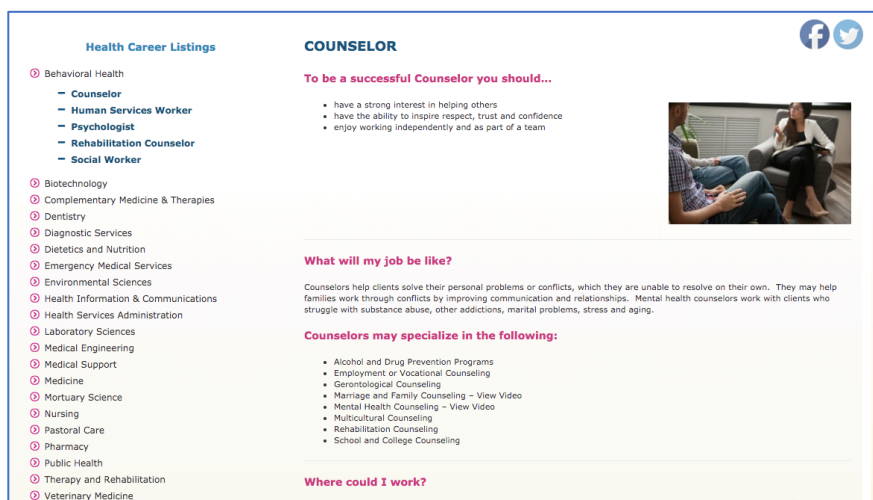 Health Career Listings
Behavioral Health
– Counselor
– Human Services Worker
– Psychologist
– Rehabilitation Counselor
– Social Worker
Biotechnology
Complementary Medicine & Therapies
Dentistry
Diagnostic Services
Dietetics and Nutrition
Emergency Medical Services
Environmental Sciences
Health Information & Communications
Health Services Administration
Laboratory Sciences
Medical Engineering
Medical Support
Medicine
Mortuary Science
Nursing
Pastoral Care
Pharmacy
Public Health
Therapy and Rehabilitation
Veterinary Medicine
COUNSELOR
To be a successful Counselor you should...
• have a strong interest in helping others
• have the ability to inspire respect, trust and confidence
• enjoy working independently and as part of a team
What will my job be like?
Counselors help clients solve their personal problems or conflicts, which they are unable to resolve on their own. They may help
families work through conflicts by improving communication and relationships. Mental health counselors work with clients who
struggle with substance abuse, other addictions, marital problems, stress and aging.
Counselors may specialize in the following:
• Alcohol and Drug Prevention Programs
• Employment or Vocational Counseling
• Gerontological Counseling
• Marriage and Family Counseling – View Video
• Mental Health Counseling – View Video
• Multicultural Counseling
• Rehabilitation Counseling
• School and College Counseling
Where could I work?